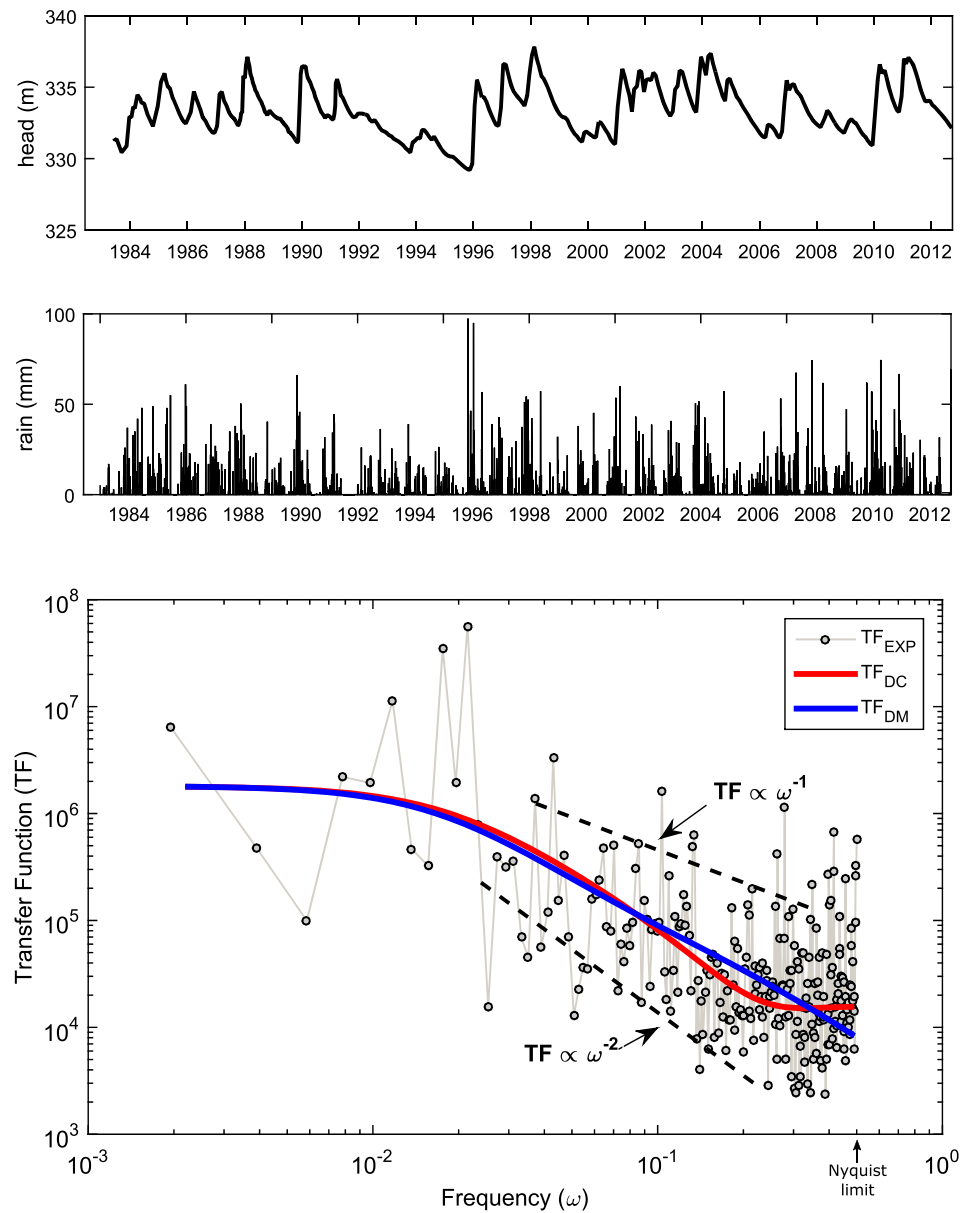 340
335
330
325
head (m)
1984 1986 1988 1990 1992 1994 1996 1998 2000 2002 2004 2006 2008 2010 2012
100
50
0
rain (mm)
1984 1986 1988 1990 1992 1994 1996 1998 2000 2002 2004 2006 2008 2010 2012
10^8
10^7
10^6
10^5
10^4
10^3
Transfer Function (TF)
TF_EXP
TF_DC
TF_DM
TF ∝ ω^-1
TF ∝ ω^-2
10^-3 10^-2 10^-1 10^0
Nyquist
limit
Frequency (ω)